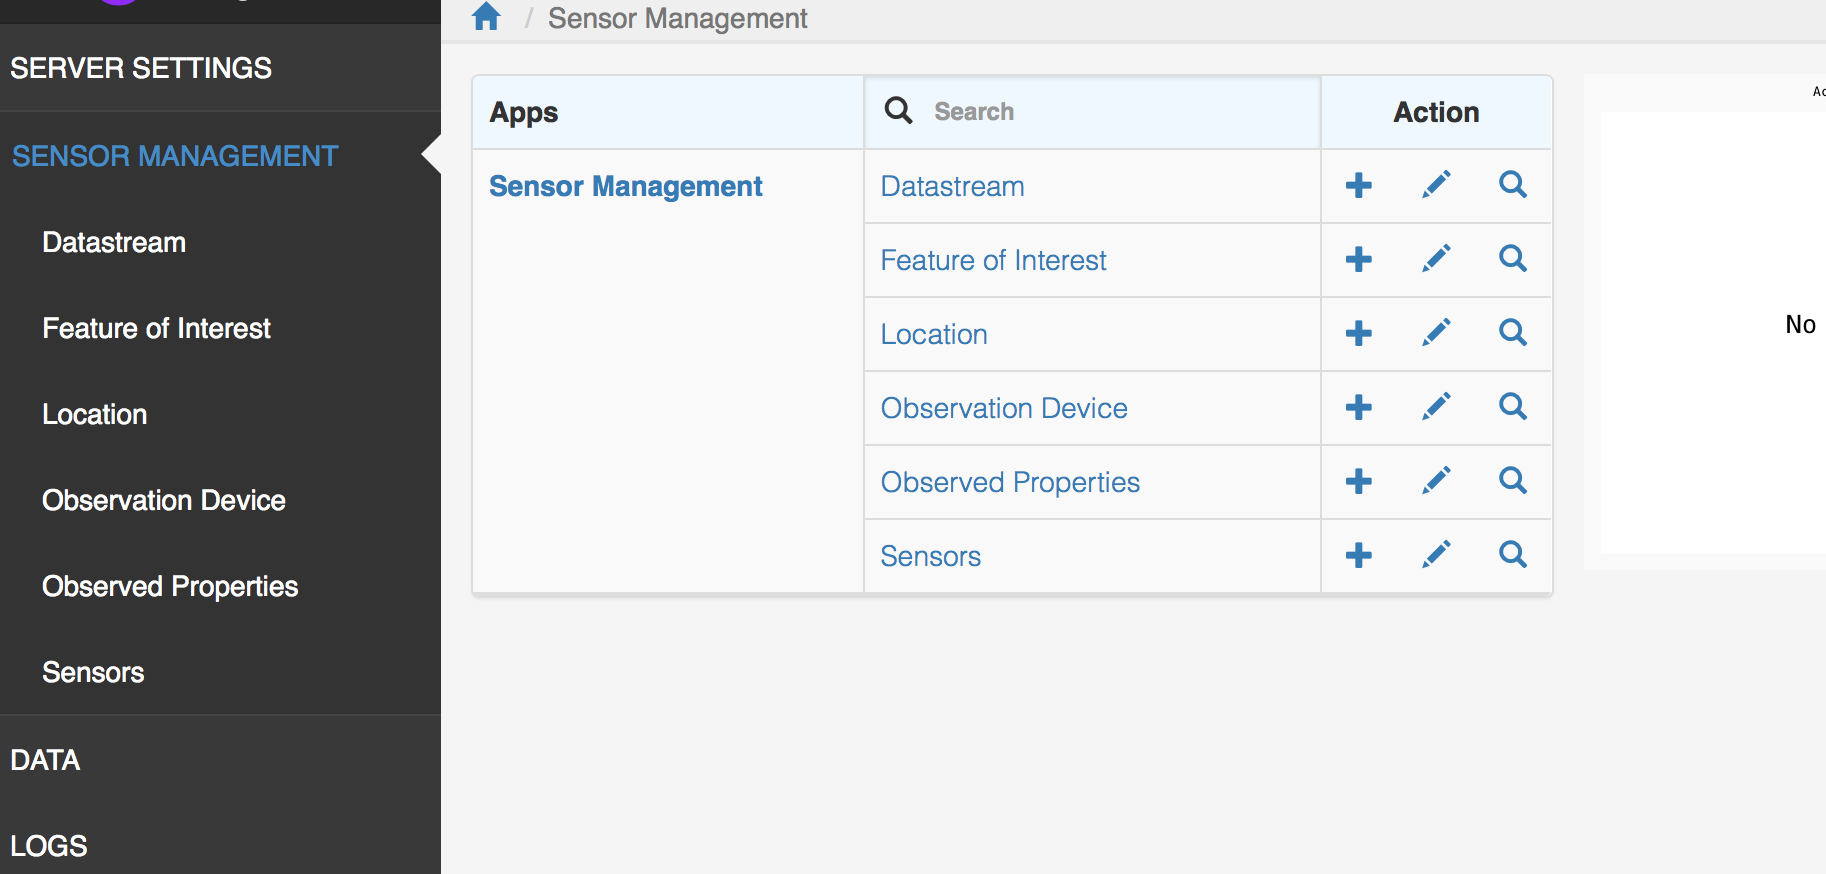 / Sensor Management
SERVER SETTINGS
SENSOR MANAGEMENT
Datastream
Feature of Interest
Location
Observation Device
Observed Properties
Sensors
DATA
LOGS
Apps Search Action
Sensor Management Datastream
Feature of Interest
Location
Observation Device
Observed Properties
Sensors
No